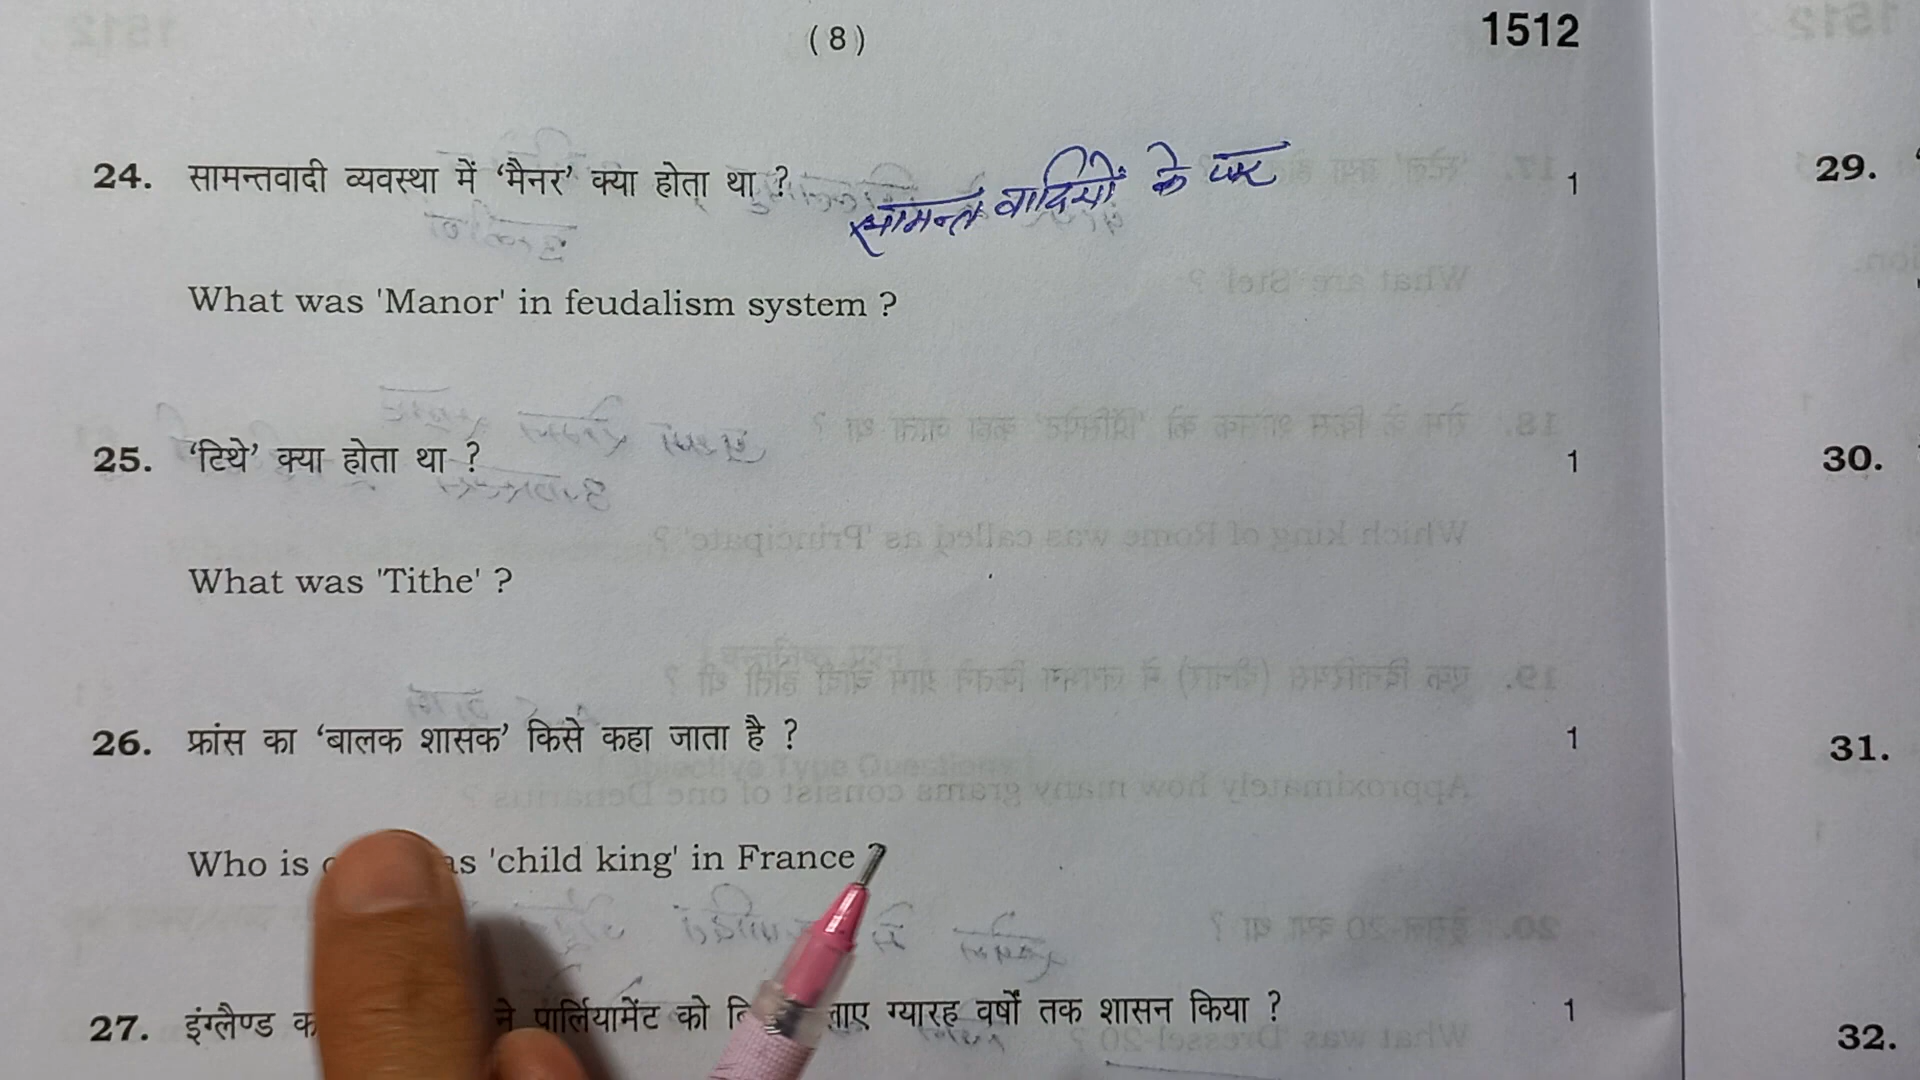 (8)
1512
24. सामन्तवादी व्यवस्था में ‘मैनर’ क्या होता था ? 1
सामन्त वादियों के घर
What was 'Manor' in feudalism system ?
25. ‘टिथे’ क्या होता था ? 1
What was 'Tithe' ?
26. फ्रांस का ‘बालक शासक’ किसे कहा जाता है ? 1
Who is as 'child king' in France ?
27. इंग्लैण्ड ने पार्लियामेंट को ग्यारह वर्षों तक शासन किया ? 1
29.
30.
31.
32.